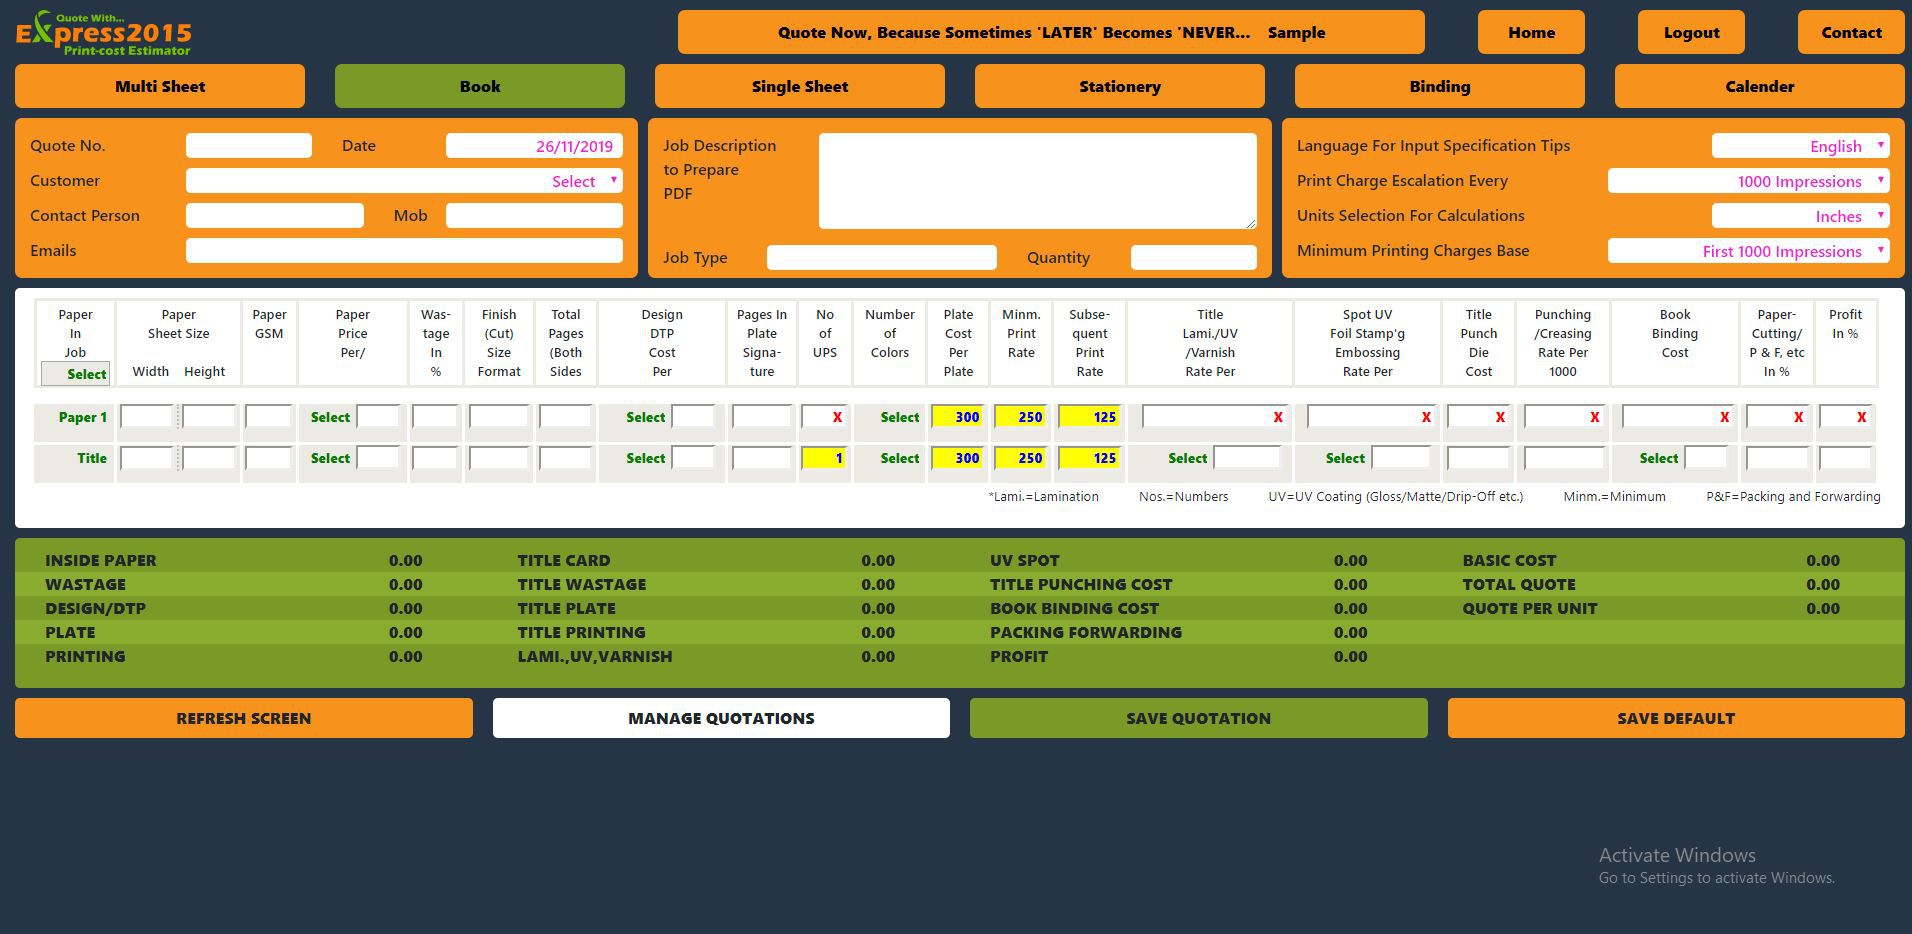 Quote With...
Express2015
Print-cost Estimator
Quote Now, Because Sometimes 'LATER' Becomes 'NEVER... Sample
Home
Logout
Contact
Multi Sheet
Book
Single Sheet
Stationery
Binding
Calender
Quote No.
Date
26/11/2019
Customer
Select
Contact Person
Mob
Emails
Job Description
to Prepare
PDF
Job Type
Quantity
Language For Input Specification Tips
English
Print Charge Escalation Every
1000 Impressions
Units Selection For Calculations
Inches
Minimum Printing Charges Base
First 1000 Impressions
Paper
In
Job
Select
Paper
Sheet Size
Width Height
Paper
GSM
Paper
Price
Per/
Was-
tage
In
%
Finish
(Cut)
Size
Format
Total
Pages
(Both
Sides
Design
DTP
Cost
Per
Pages In
Plate
Signa-
ture
No
of
UPS
Number
of
Colors
Plate
Cost
Per
Plate
Minm.
Print
Rate
Subse-
quent
Print
Rate
Title
Lami./UV
/Varnish
Rate Per
Spot UV
Foil Stamp'g
Embossing
Rate Per
Title
Punch
Die
Cost
Punching
/Creasing
Rate Per
1000
Book
Binding
Cost
Paper-
Cutting/
P & F, etc
In %
Profit
In %
Paper 1 Select Select X Select 300 250 125 X X X X X X X
Title Select Select 1 Select 300 250 125 Select Select Select
*Lami.=Lamination Nos.=Numbers UV=UV Coating (Gloss/Matte/Drip-Off etc.) Minm.=Minimum P&F=Packing and Forwarding
INSIDE PAPER 0.00 TITLE CARD 0.00 UV SPOT 0.00 BASIC COST 0.00
WASTAGE 0.00 TITLE WASTAGE 0.00 TITLE PUNCHING COST 0.00 TOTAL QUOTE 0.00
DESIGN/DTP 0.00 TITLE PLATE 0.00 BOOK BINDING COST 0.00 QUOTE PER UNIT 0.00
PLATE 0.00 TITLE PRINTING 0.00 PACKING FORWARDING 0.00
PRINTING 0.00 LAMI.,UV,VARNISH 0.00 PROFIT 0.00
REFRESH SCREEN
MANAGE QUOTATIONS
SAVE QUOTATION
SAVE DEFAULT
Activate Windows
Go to Settings to activate Windows.